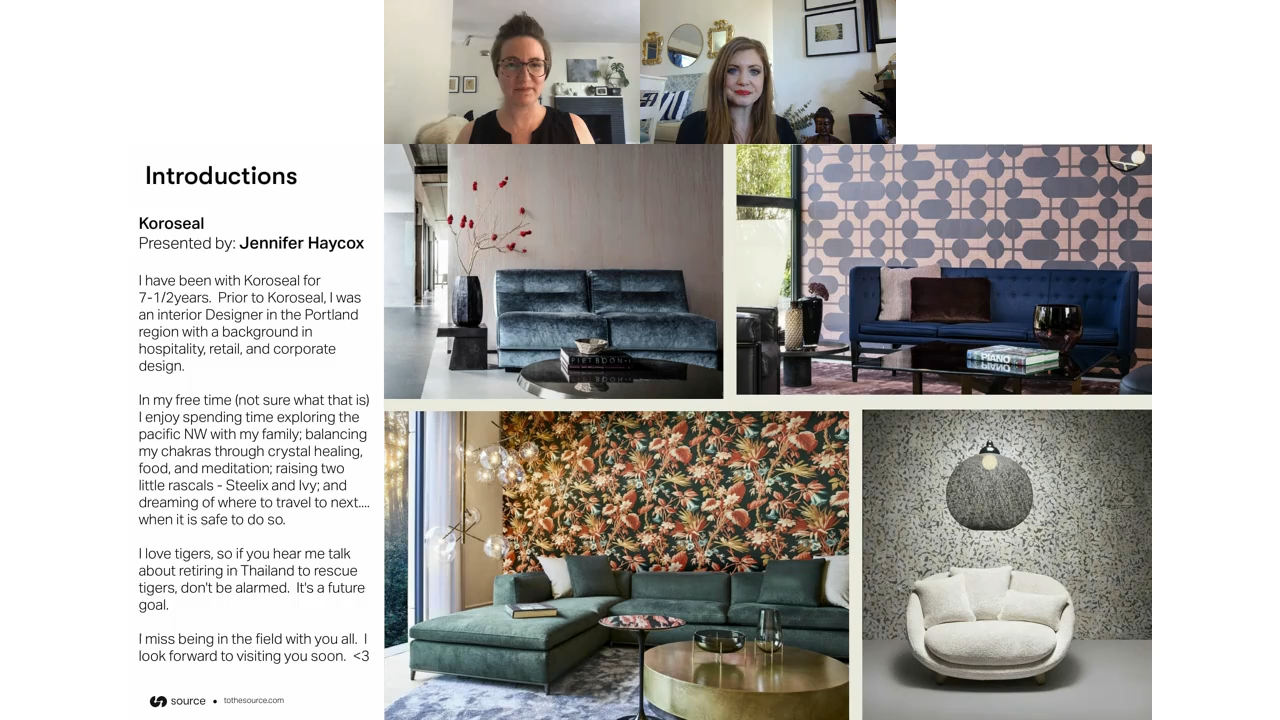 Introductions
Koroseal
Presented by: Jennifer Haycox
I have been with Koroseal for
7-1/2years. Prior to Koroseal, I was
an interior Designer in the Portland
region with a background in
hospitality, retail, and corporate
design.
In my free time (not sure what that is)
I enjoy spending time exploring the
pacific NW with my family; balancing
my chakras through crystal healing,
food, and meditation; raising two
little rascals - Steelix and Ivy; and
dreaming of where to travel to next....
when it is safe to do so.
I love tigers, so if you hear me talk
about retiring in Thailand to rescue
tigers, don't be alarmed. It's a future
goal.
I miss being in the field with you all. I
look forward to visiting you soon. <3
source • tothesource.com
PIET BOON
PIANO